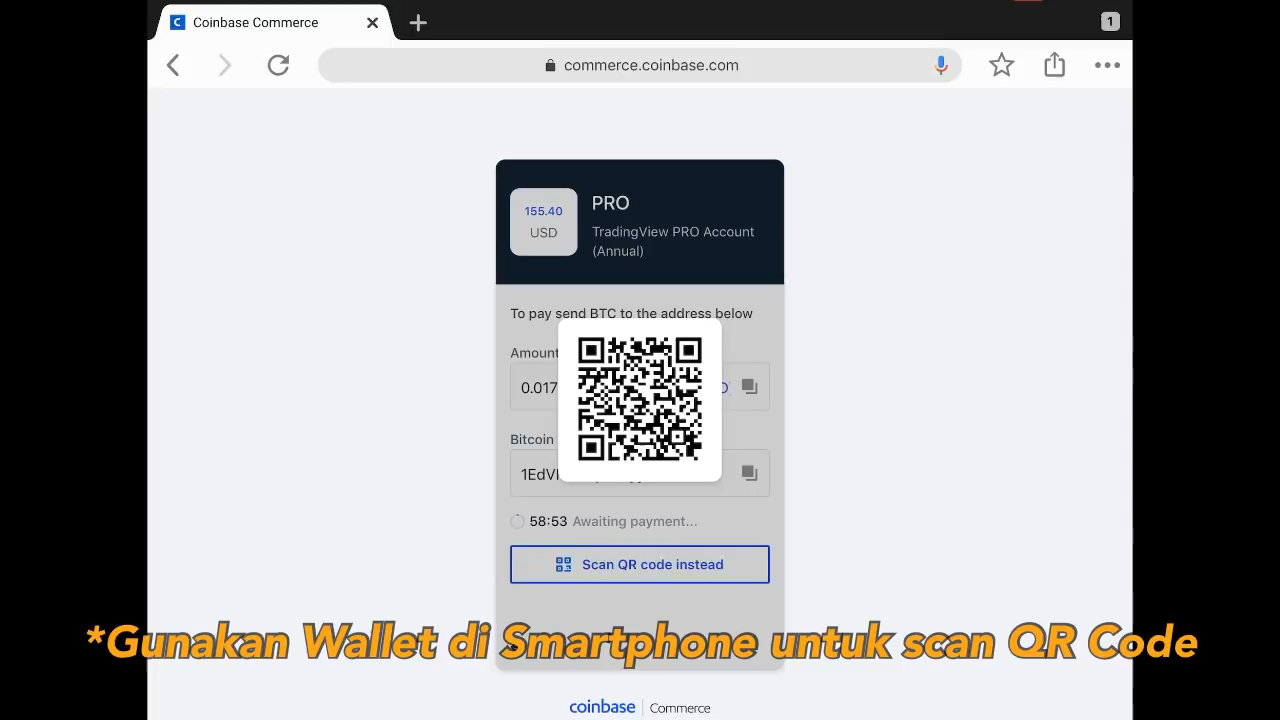 Coinbase Commerce
1
commerce.coinbase.com
155.40
USD
PRO
TradingView PRO Account
(Annual)
To pay send BTC to the address below
Amount
0.017
Bitcoin
58:53 Awaiting payment...
Scan QR code instead
*Gunakan Wallet di Smartphone untuk scan QR Code
coinbase Commerce